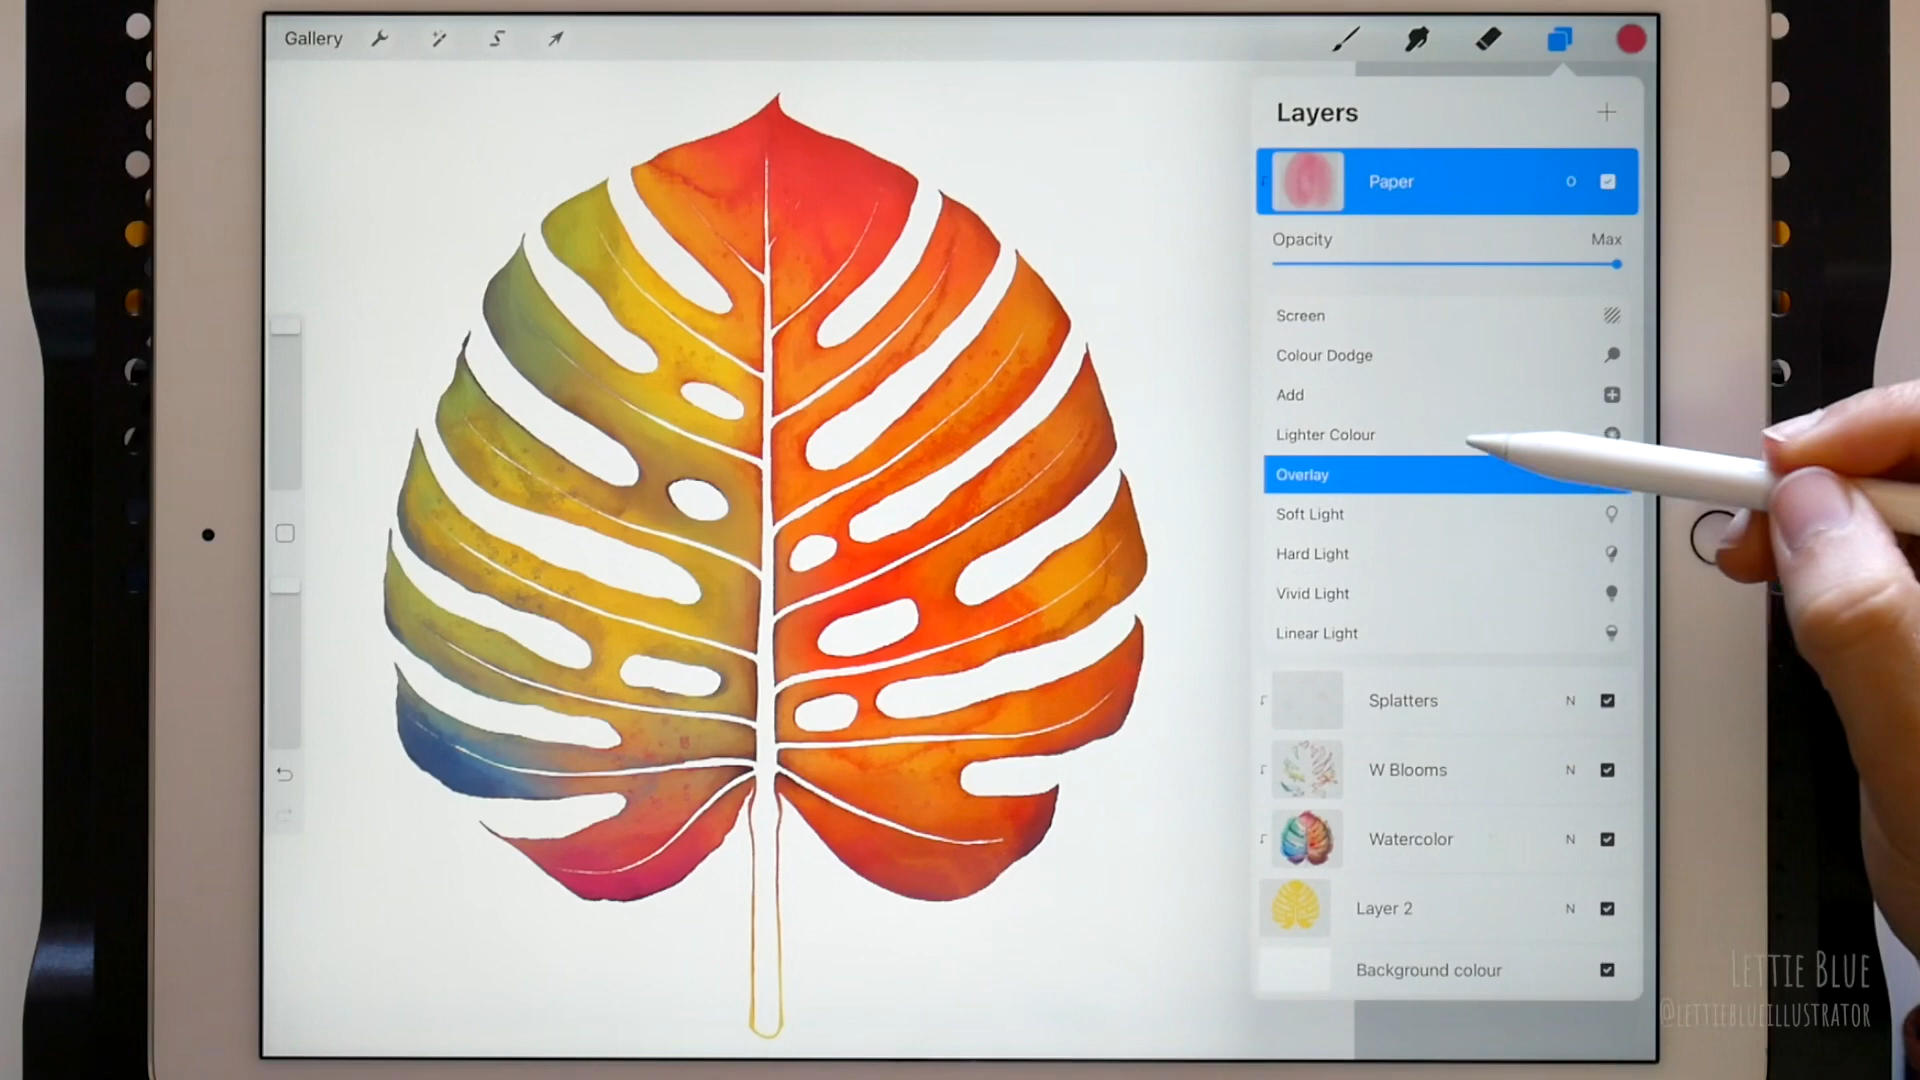 Gallery
Layers
Paper O
Opacity Max
Screen
Colour Dodge
Add
Lighter Colour
Overlay
Soft Light
Hard Light
Vivid Light
Linear Light
Splatters N
W Blooms N
Watercolor N
Layer 2 N
Background colour
Lettie Blue
@lettieblueillustrator